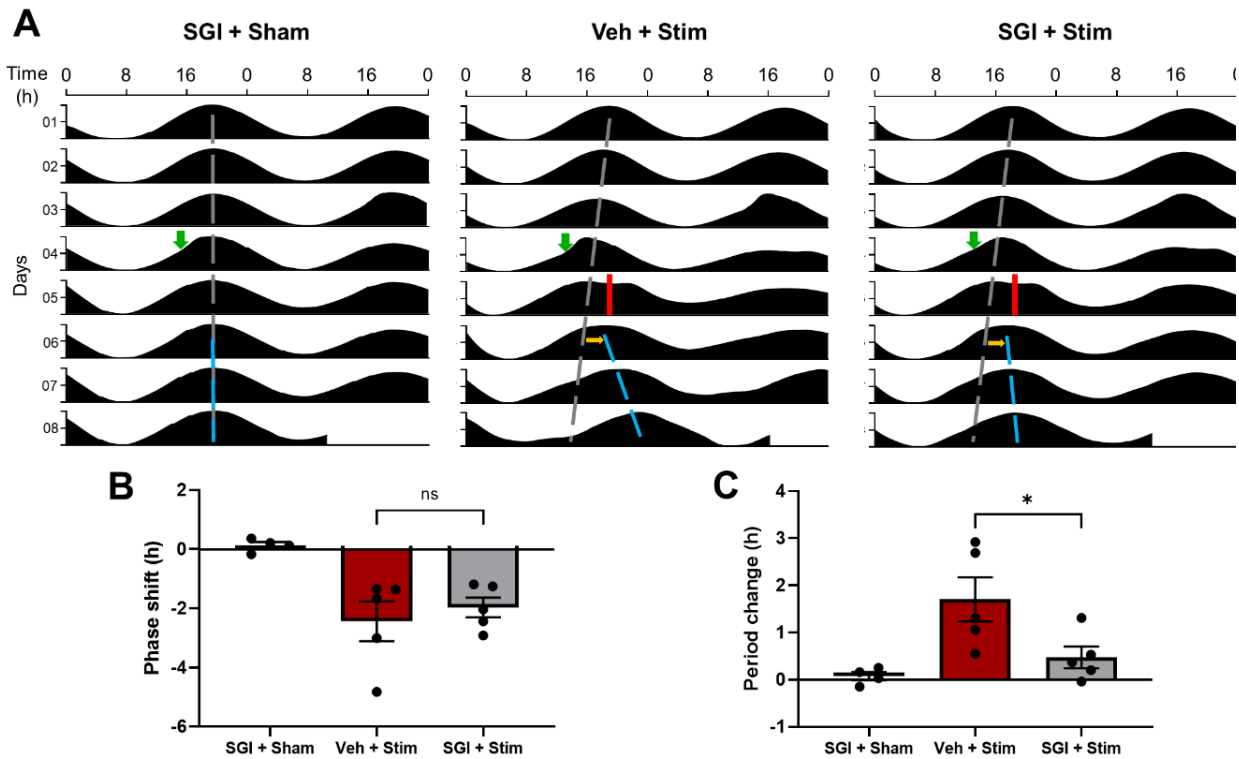 A
SGI + Sham
Veh + Stim
SGI + Stim
Time
(h)
0 16 0 8 16 0
0 8 16 0 8 16 0
0 8 16 0 8 16 0
Days
01
02
03
04
05
06
07
08
B
Phase shift (h)
2
0
-2
-4
-6
ns
SGI + Sham
Veh + Stim
SGI + Stim
C
Period change (h)
4
3
2
1
0
-1
*
SGI + Sham
Veh + Stim
SGI + Stim